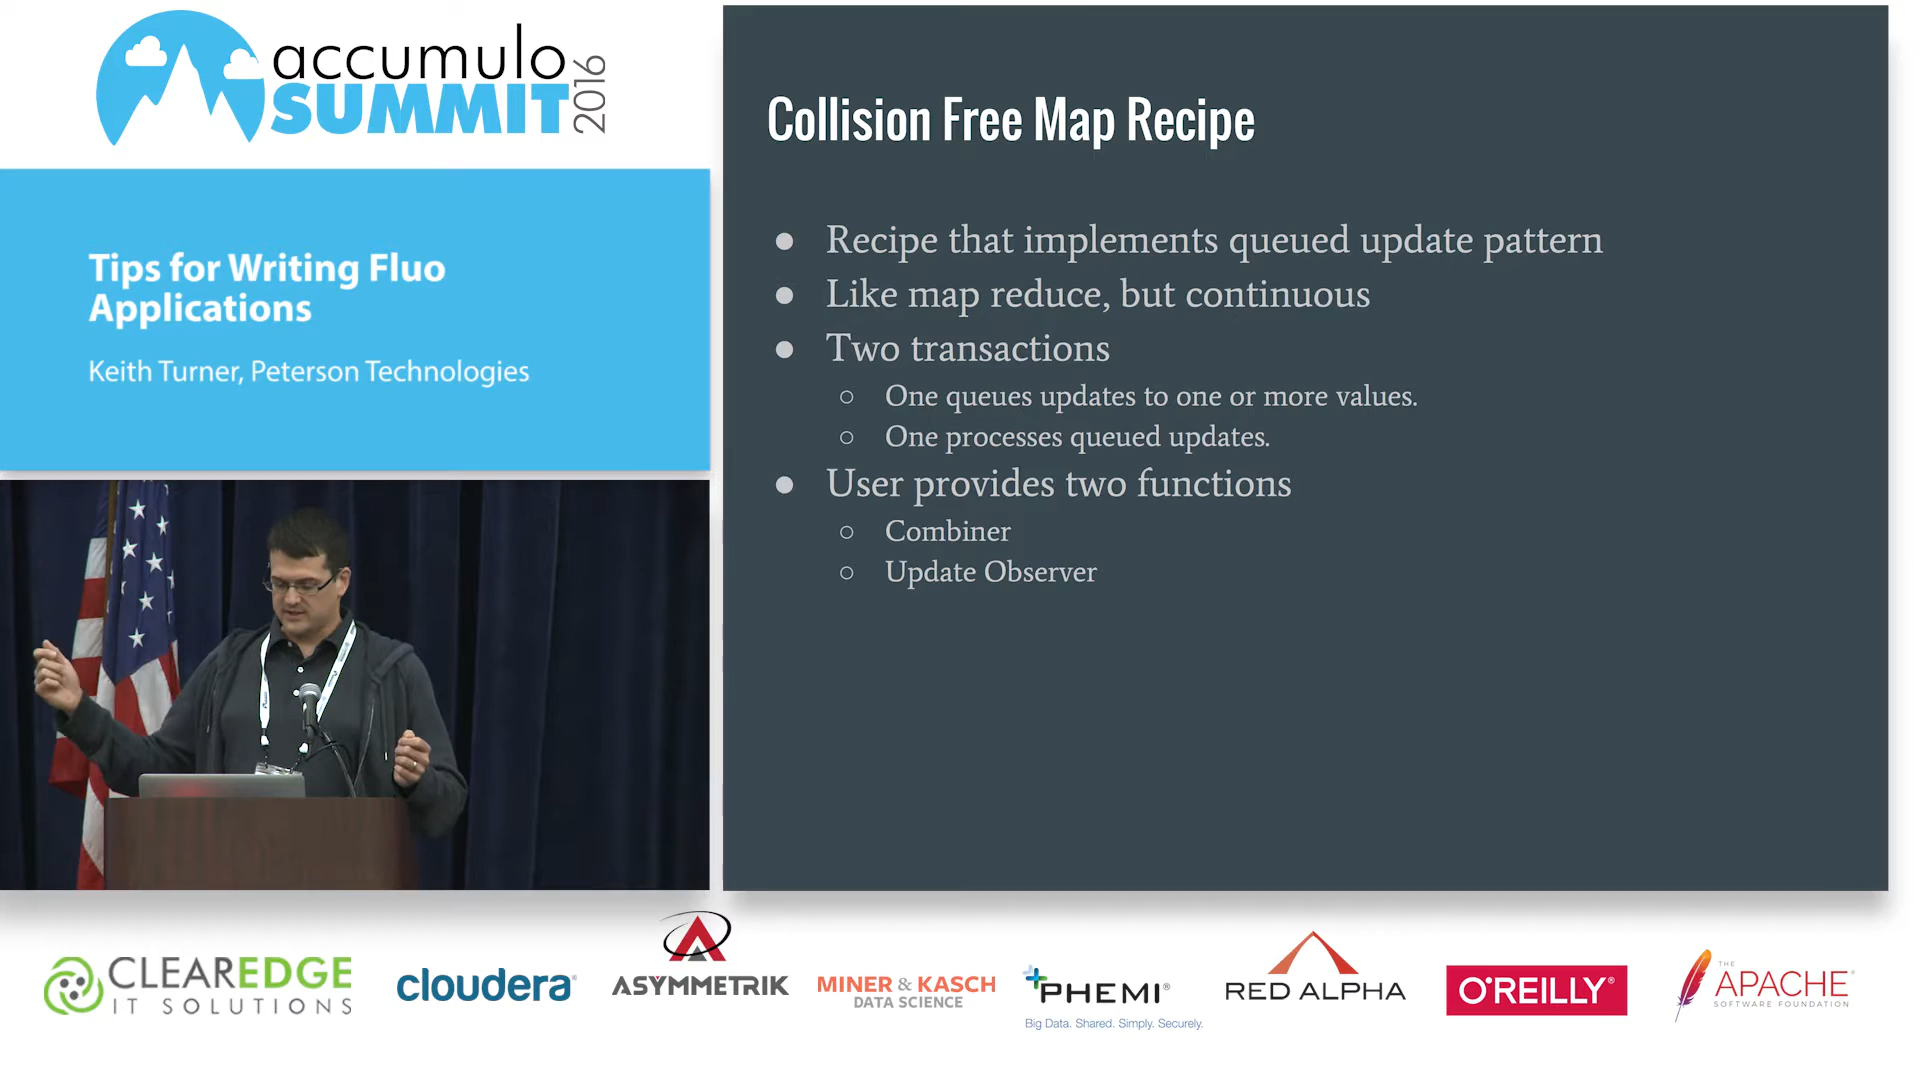 accumulo
SUMMIT
2016
Tips for Writing Fluo
Applications
Keith Turner, Peterson Technologies
Collision Free Map Recipe
● Recipe that implements queued update pattern
● Like map reduce, but continuous
● Two transactions
○ One queues updates to one or more values.
○ One processes queued updates.
● User provides two functions
○ Combiner
○ Update Observer
CLEAREDGE
IT SOLUTIONS
cloudera
ASYMMETRIK
MINER & KASCH
DATA SCIENCE
PHEMI®
Big Data. Shared. Simply. Securely.
RED ALPHA
O'REILLY®
THE
APACHE
SOFTWARE FOUNDATION